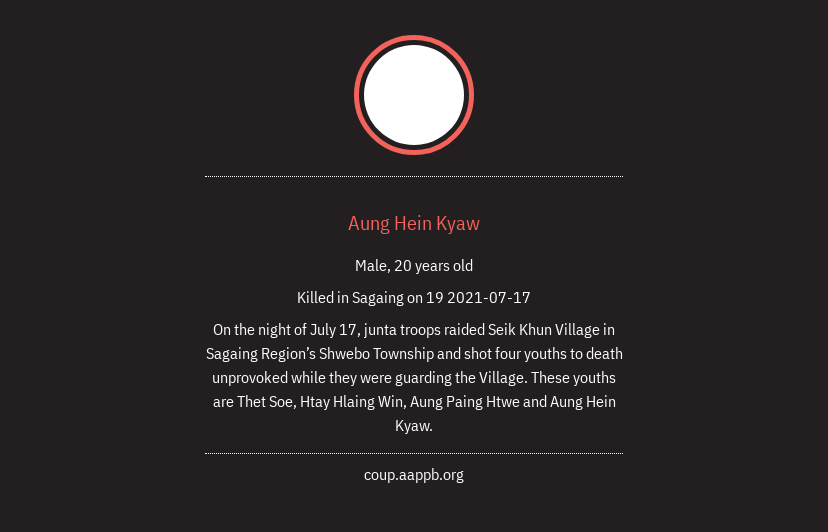 Aung Hein Kyaw
Male, 20 years old
Killed in Sagaing on 19 2021-07-17
On the night of July 17, junta troops raided Seik Khun Village in
Sagaing Region’s Shwebo Township and shot four youths to death
unprovoked while they were guarding the Village. These youths
are Thet Soe, Htay Hlaing Win, Aung Paing Htwe and Aung Hein
Kyaw.
coup.aappb.org